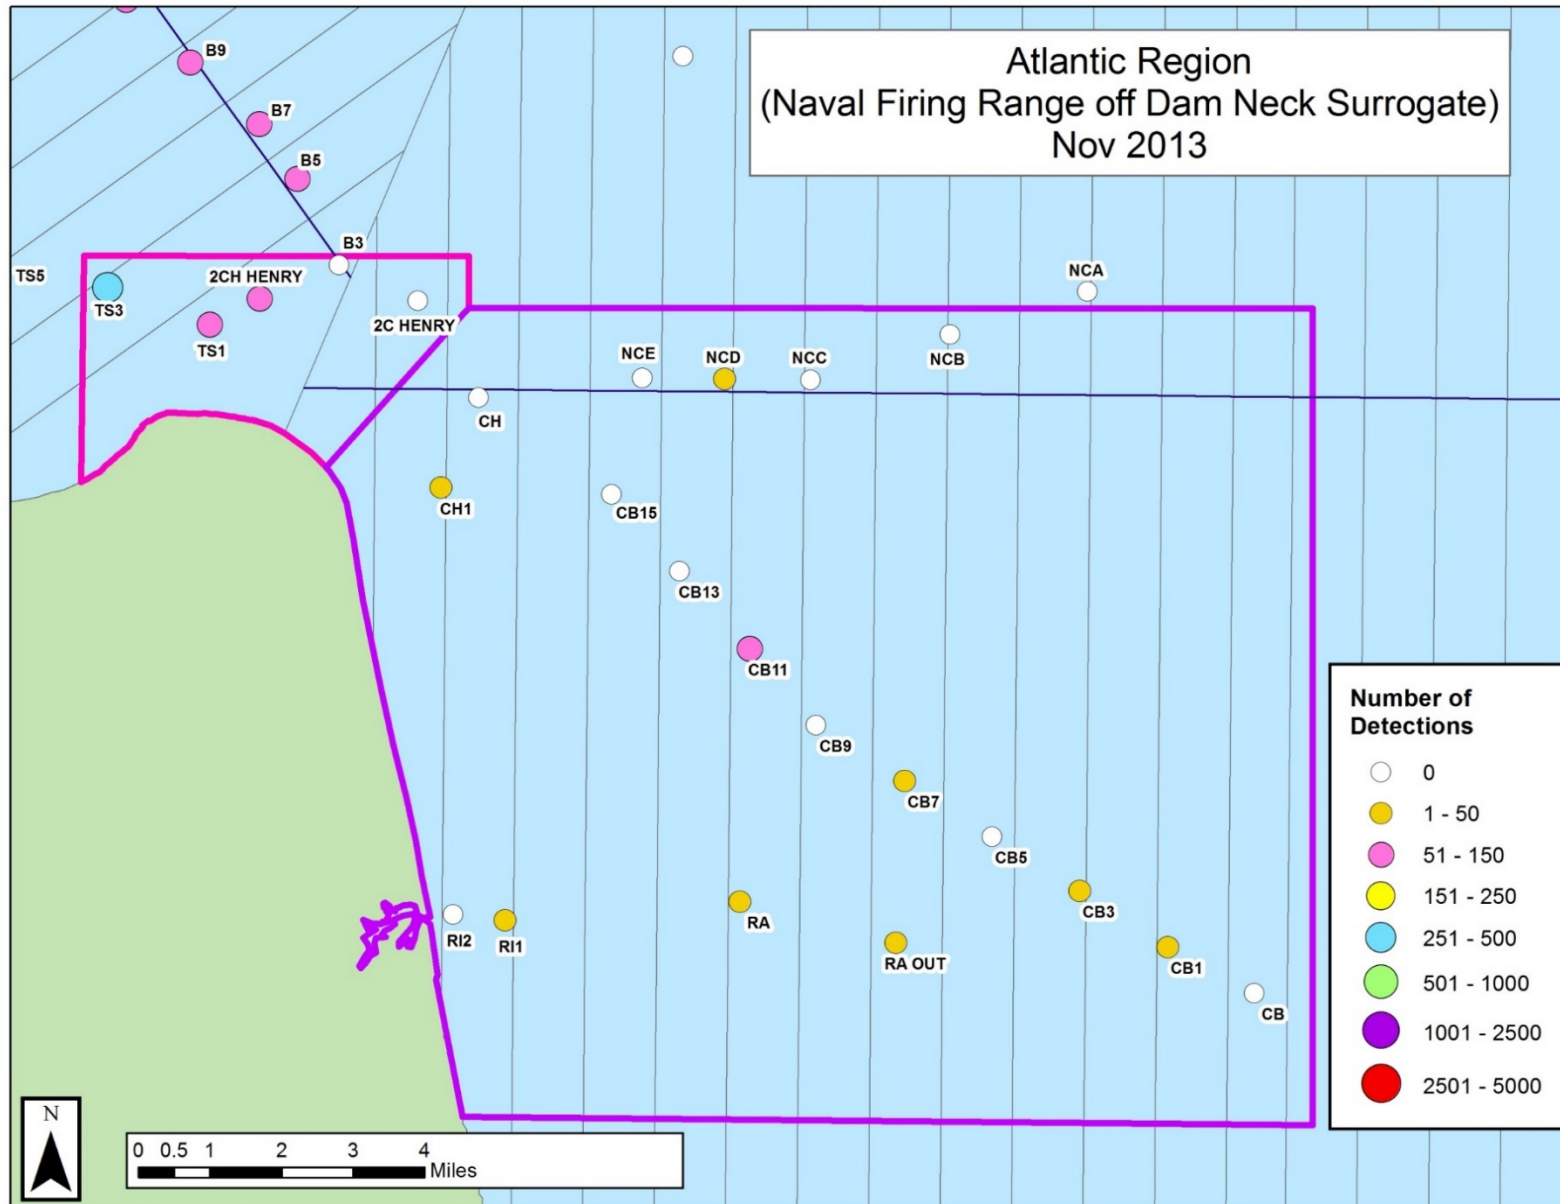 Atlantic Region
(Naval Firing Range off Dam Neck Surrogate)
Nov 2013
B9
B7
B5
B3
TS5
TS3
2CH HENRY
TS1
2C HENRY
NCA
NCB
NCE
NCD
NCC
CH
CH1
CB15
CB13
CB11
CB9
CB7
CB5
CB3
CB1
CB
RA
RA OUT
RI2
RI1
Number of
Detections
0
1 - 50
51 - 150
151 - 250
251 - 500
501 - 1000
1001 - 2500
2501 - 5000
N
0 0.5 1 2 3 4
Miles